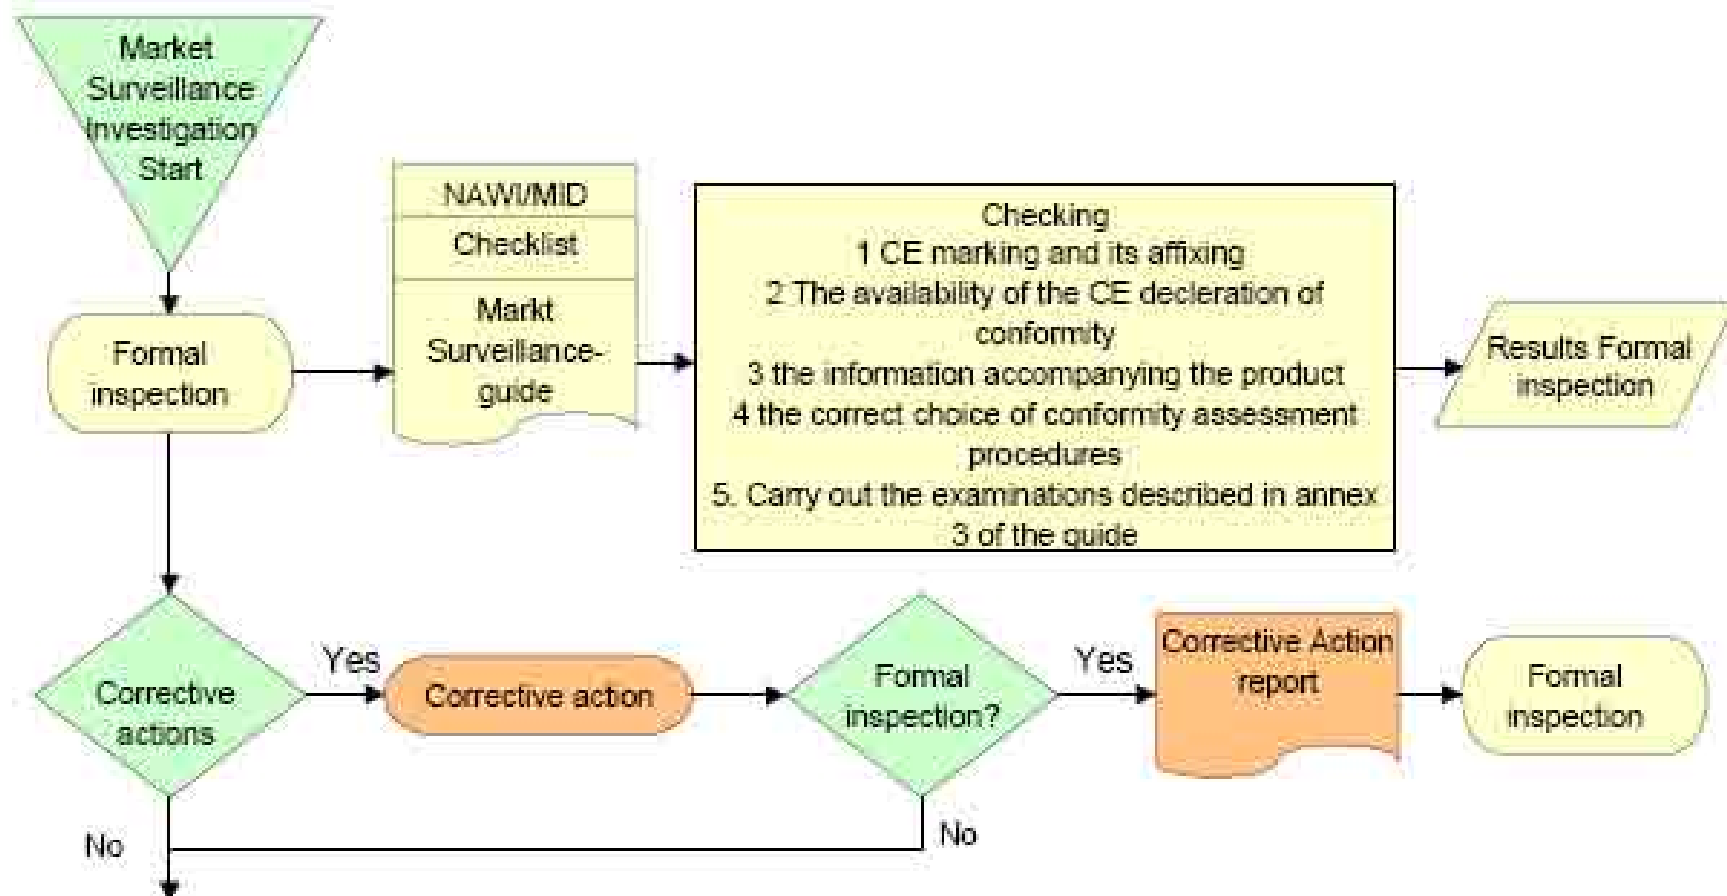 Market
Surveillance
Investigation
Start
NAWI/MID
Checklist
Markt
Surveillance-
guide
Checking
1 CE marking and its affixing
2 The availability of the CE decleration of
conformity
3 the information accompanying the product
4 the correct choice of conformity assessment
procedures
5. Carry out the examinations described in annex
3 of the guide
Results Formal
inspection
Formal
inspection
Corrective
actions
Yes
Corrective action
Formal
inspection?
Yes
Corrective Action
report
Formal
inspection
No
No